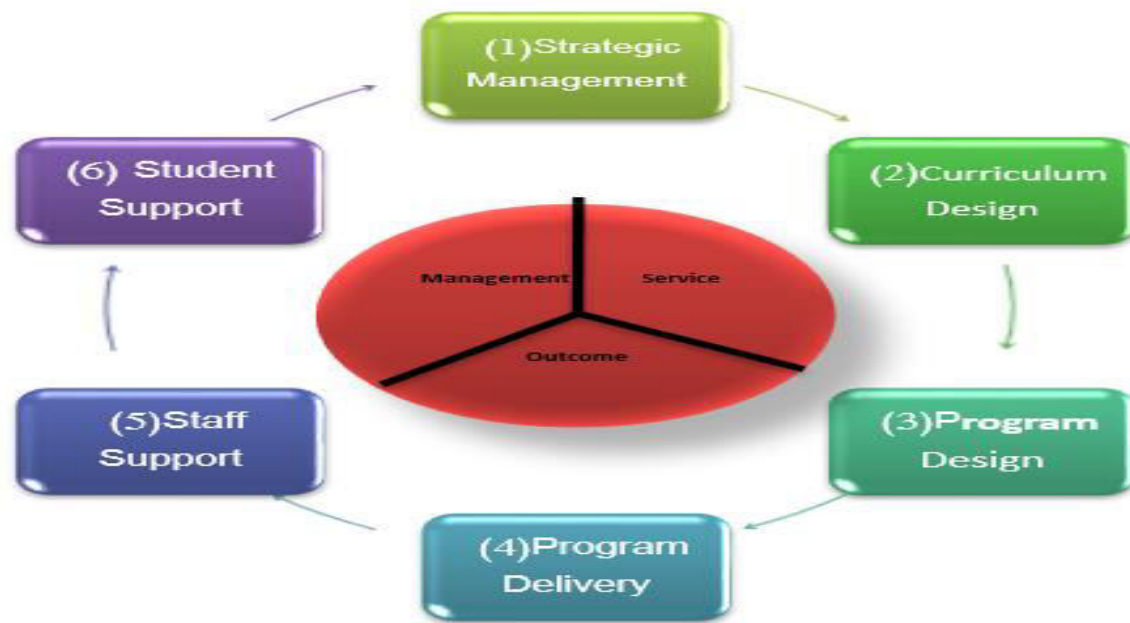 (1)Strategic
Management
(2)Curriculum
Design
(3)Program
Design
(4)Program
Delivery
(5)Staff
Support
(6) Student
Support
Management
Service
Outcome